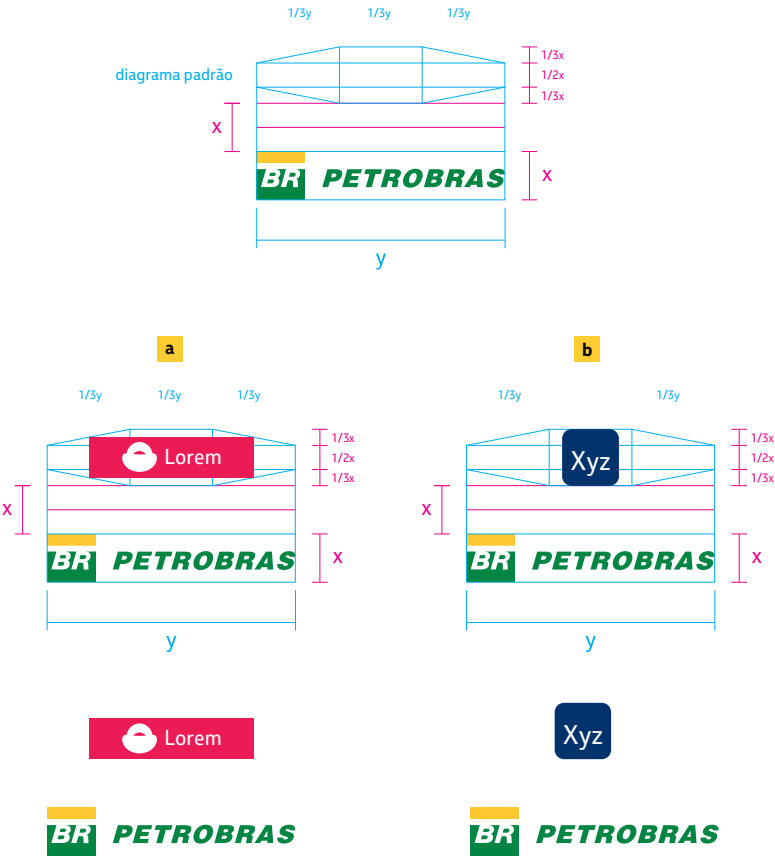 1/3y 1/3y 1/3y
1/3x
diagrama padrão
1/2x
1/3x
x
BR PETROBRAS
x
y
a
b
1/3y 1/3y 1/3y
1/3y 1/3y
1/3x
1/2x
1/3x
Lorem
x
BR PETROBRAS
x
y
1/3x
1/2x
1/3x
Xyz
x
BR PETROBRAS
x
y
Lorem
Xyz
BR PETROBRAS
BR PETROBRAS